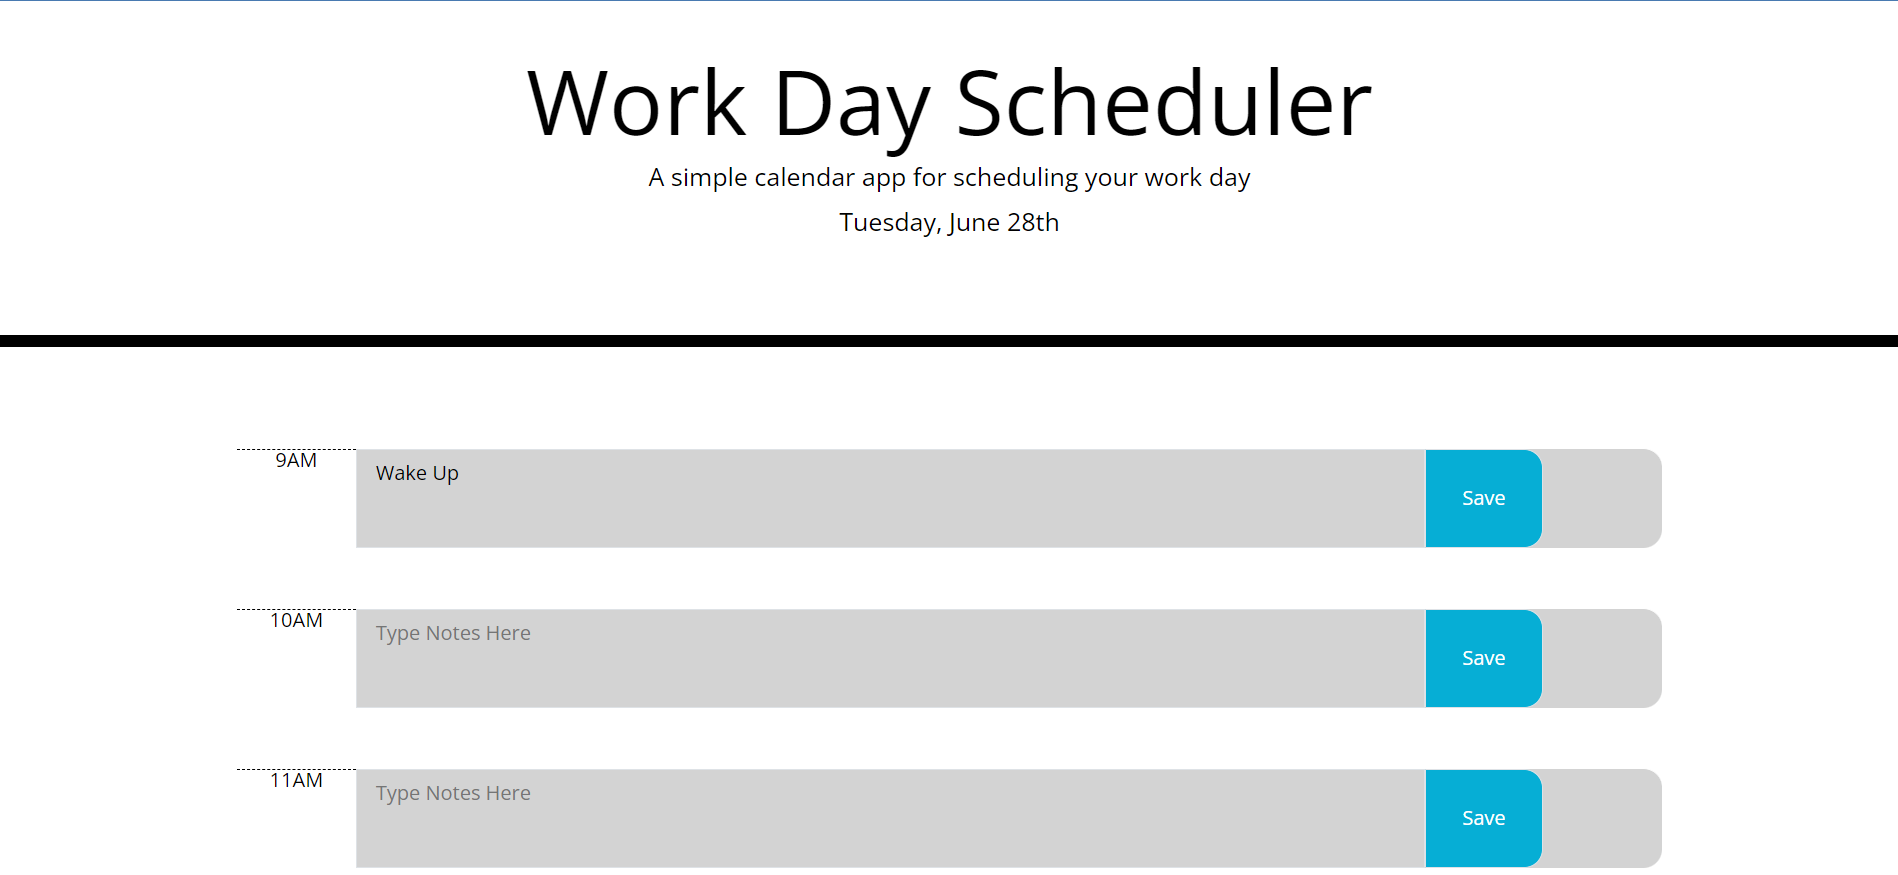 Work Day Scheduler
A simple calendar app for scheduling your work day
Tuesday, June 28th
9AM
Wake Up
Save
10AM
Type Notes Here
Save
11AM
Type Notes Here
Save